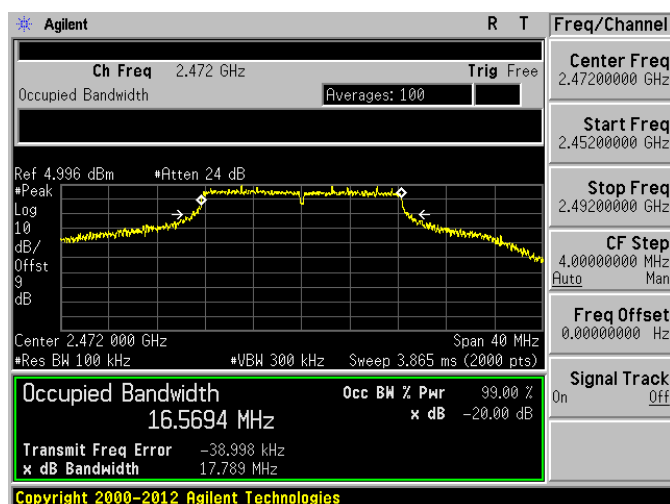 Agilent R T
Freq/Channel
Ch Freq 2.472 GHz Trig Free
Occupied Bandwidth Averages: 100
Ref 4.996 dBm #Atten 24 dB
#Peak
Log
10
dB/
Offst
9
dB
Center 2.472 000 GHz Span 40 MHz
#Res BW 100 kHz #VBW 300 kHz Sweep 3.865 ms (2000 pts)
Occupied Bandwidth Occ BW % Pwr 99.00 %
16.5694 MHz x dB -20.00 dB
Transmit Freq Error -38.998 kHz
x dB Bandwidth 17.789 MHz
Center Freq
2.47200000 GHz
Start Freq
2.45200000 GHz
Stop Freq
2.49200000 GHz
CF Step
4.00000000 MHz
Auto Man
Freq Offset
0.00000000 Hz
Signal Track
On Off
Copyright 2000-2012 Agilent Technologies